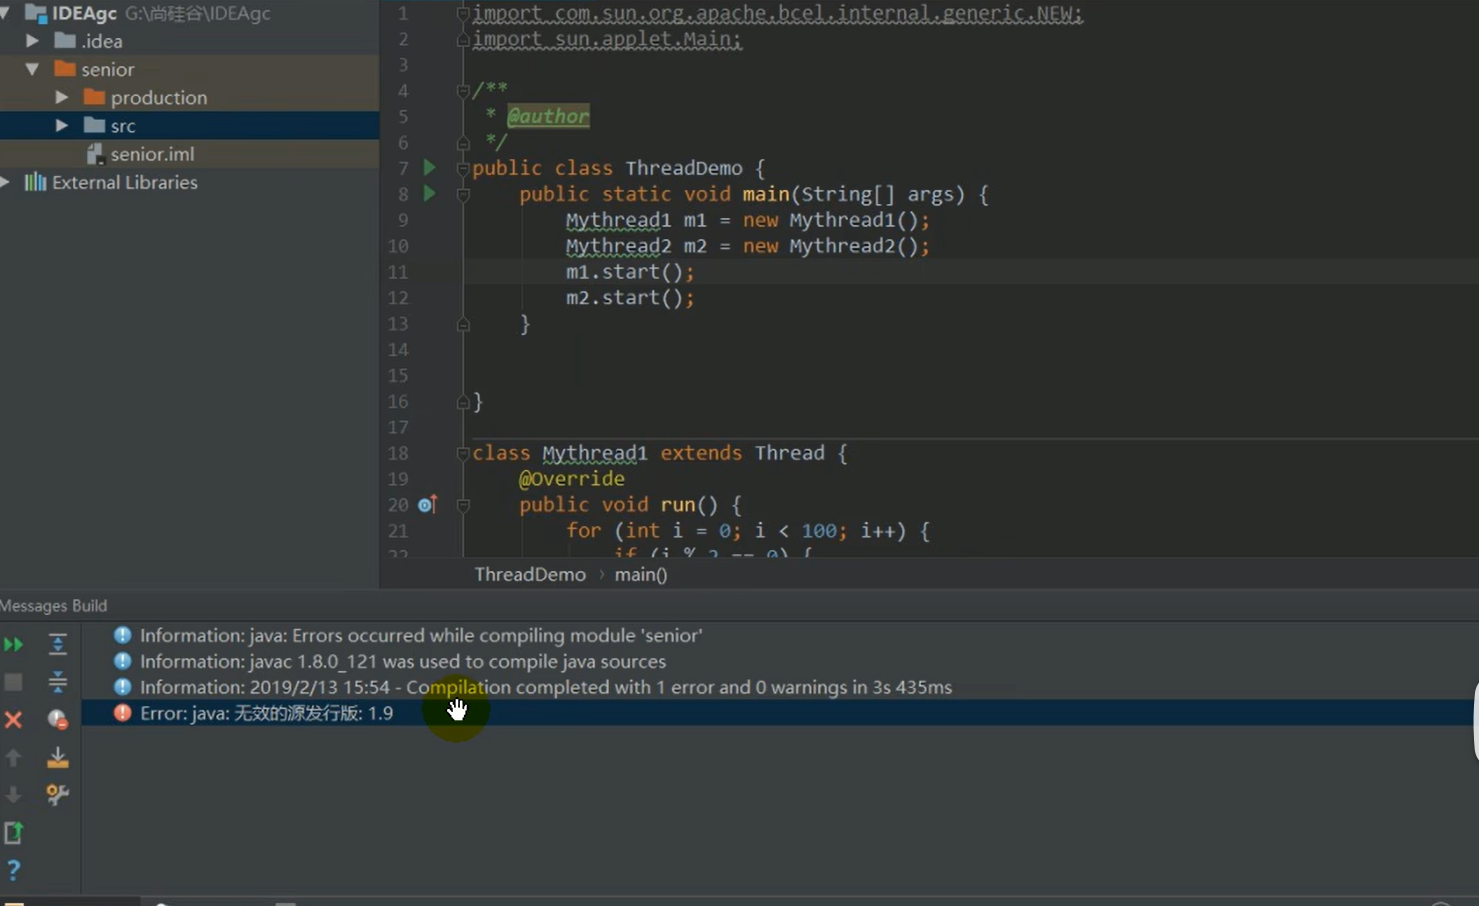 IDEAgc G:\尚硅谷\IDEAgc
.idea
senior
production
src
senior.iml
External Libraries
1 import com.sun.org.apache.bcel.internal.generic.NEW;
2 import sun.applet.Main;
3
4 /**
5 * @author
6 */
7 public class ThreadDemo {
8 public static void main(String[] args) {
9 Mythread1 m1 = new Mythread1();
10 Mythread2 m2 = new Mythread2();
11 m1.start();
12 m2.start();
13 }
14
15
16 }
17
18 class Mythread1 extends Thread {
19 @Override
20 public void run() {
21 for (int i = 0; i < 100; i++) {
22 if (i % 2 == 0) {
ThreadDemo › main()
Messages Build
Information: java: Errors occurred while compiling module 'senior'
Information: javac 1.8.0_121 was used to compile java sources
Information: 2019/2/13 15:54 - Compilation completed with 1 error and 0 warnings in 3s 435ms
Error: java: 无效的源发行版: 1.9